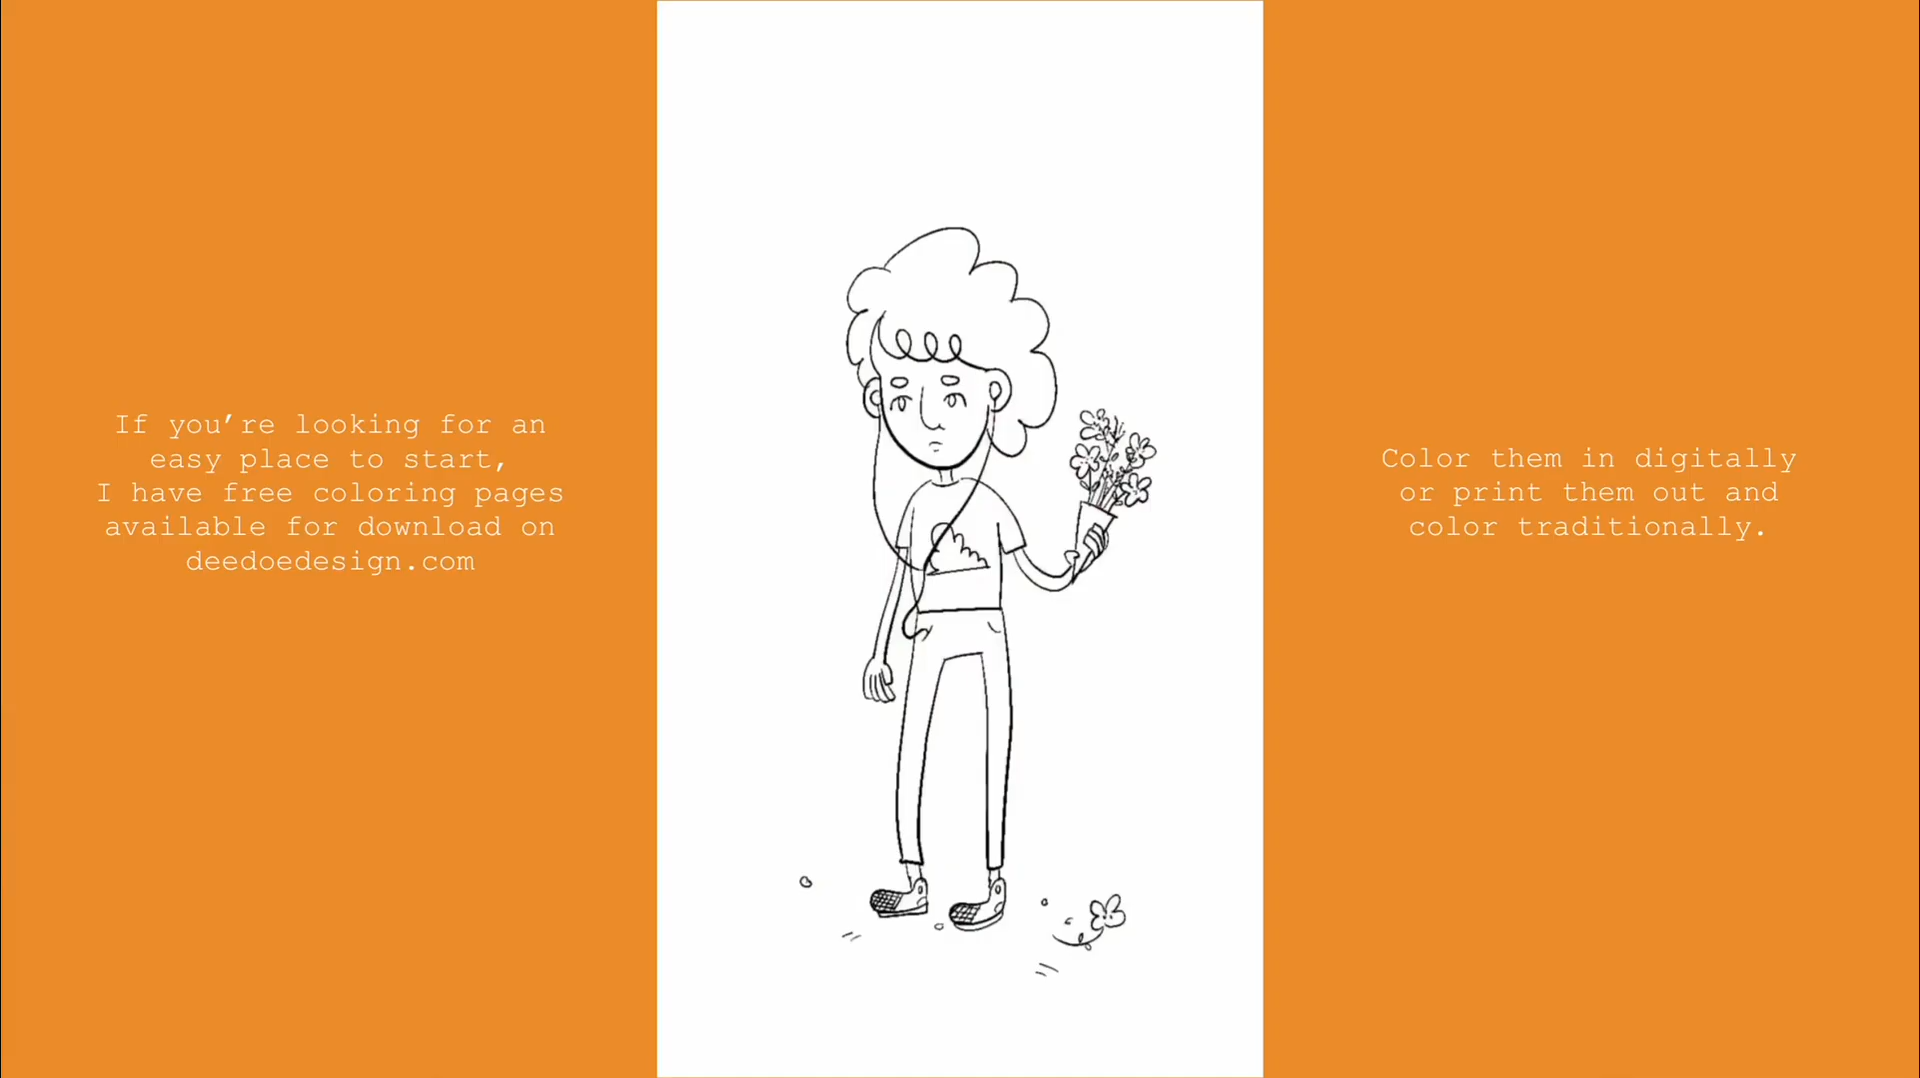 If you’re looking for an
easy place to start,
I have free coloring pages
available for download on
deedoedesign.com
Color them in digitally
or print them out and
color traditionally.